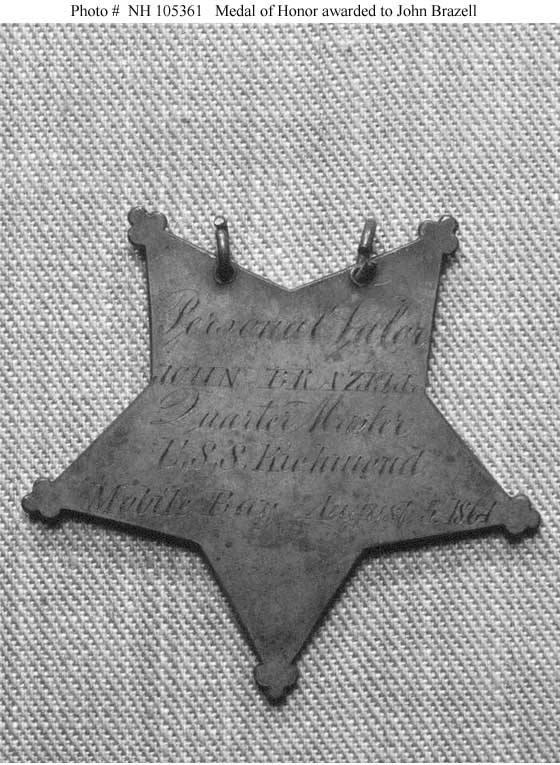 Photo # NH 105361 Medal of Honor awarded to John Brazell
Personal Valor
JOHN BRAZELL
Quarter Master
U.S.S. Richmond
Mobile Bay August 5, 1864